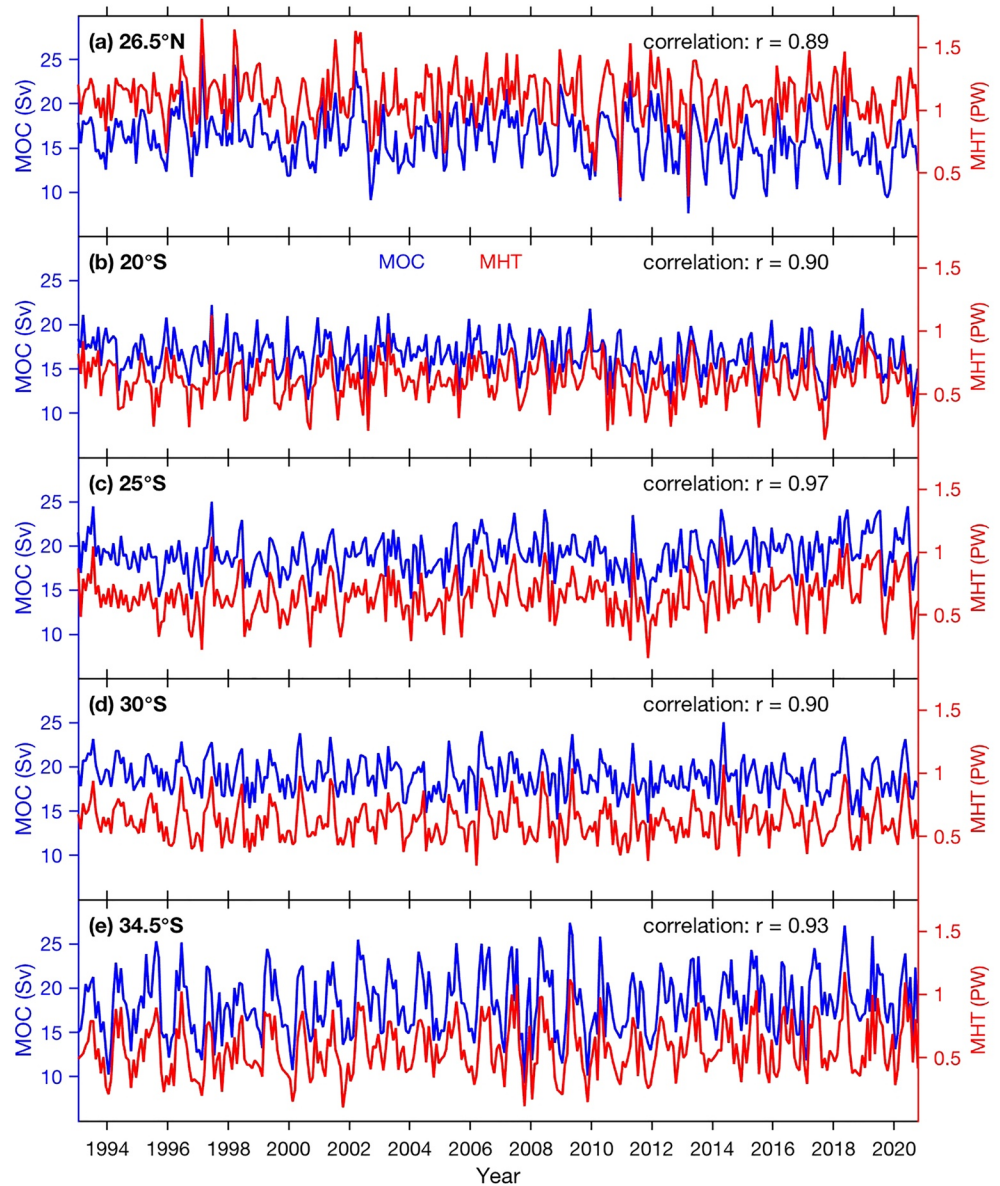 (a) 26.5°N
correlation: r = 0.89
MOC (Sv)
25
20
15
10
1.5
1
0.5
MHT (PW)
(b) 20°S
MOC
MHT
correlation: r = 0.90
MOC (Sv)
25
20
15
10
1.5
1
0.5
MHT (PW)
(c) 25°S
correlation: r = 0.97
MOC (Sv)
25
20
15
10
1.5
1
0.5
MHT (PW)
(d) 30°S
correlation: r = 0.90
MOC (Sv)
25
20
15
10
1.5
1
0.5
MHT (PW)
(e) 34.5°S
correlation: r = 0.93
MOC (Sv)
25
20
15
10
1.5
1
0.5
MHT (PW)
1994 1996 1998 2000 2002 2004 2006 2008 2010 2012 2014 2016 2018 2020
Year